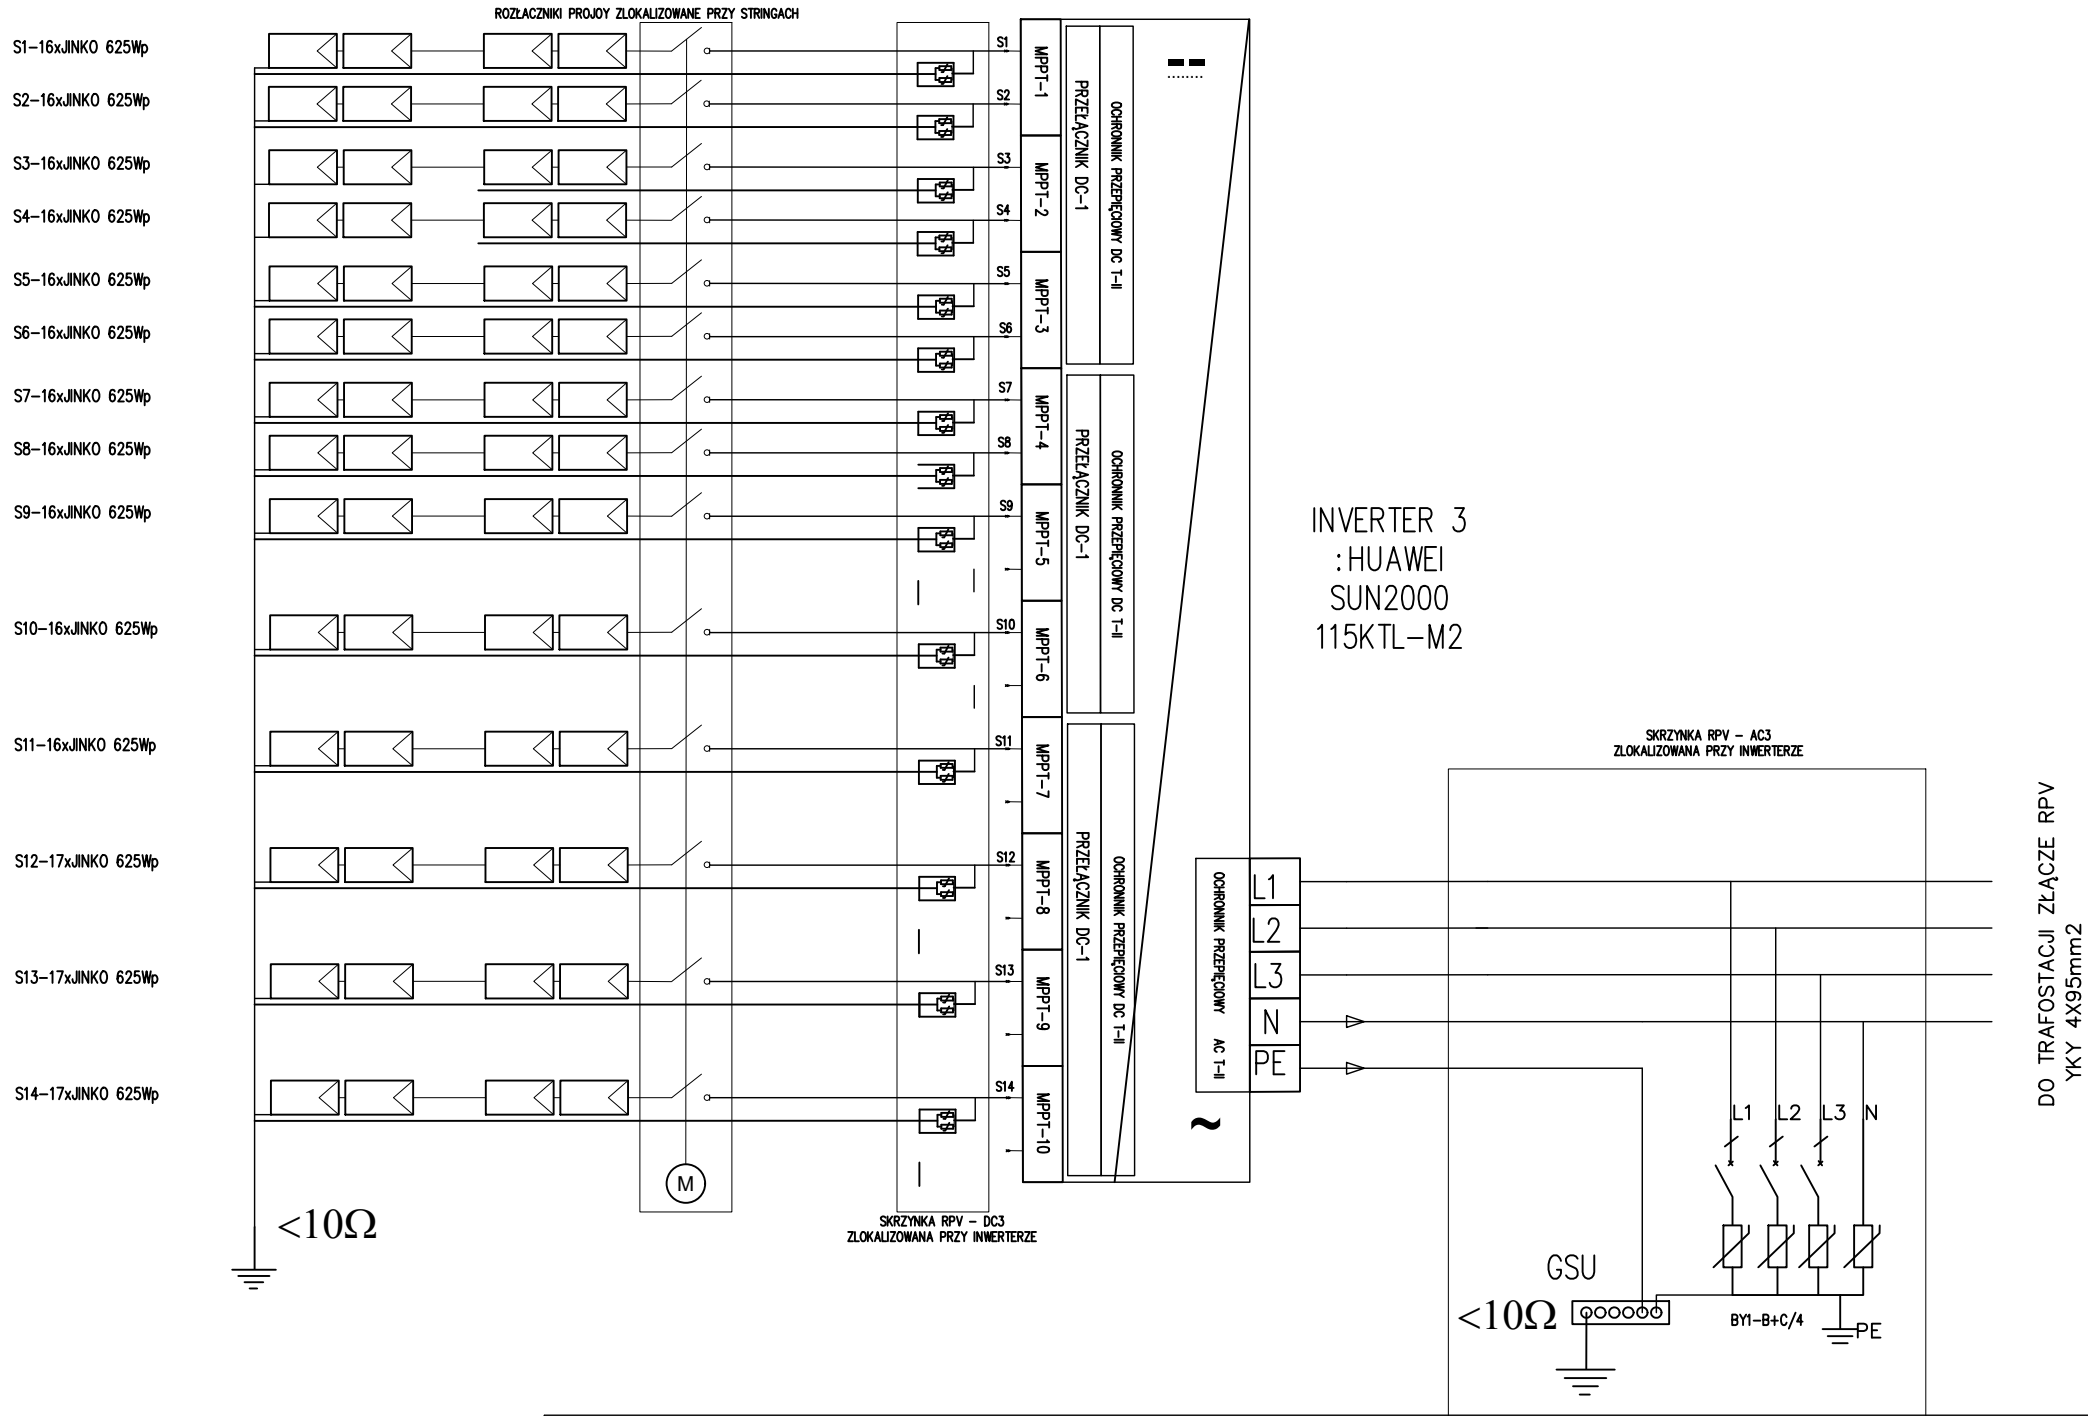 ROZŁACZNIKI PROJOY ZLOKALIZOWANE PRZY STRINGACH
S1-16xJINKO 625Wp
S2-16xJINKO 625Wp
S3-16xJINKO 625Wp
S4-16xJINKO 625Wp
S5-16xJINKO 625Wp
S6-16xJINKO 625Wp
S7-16xJINKO 625Wp
S8-16xJINKO 625Wp
S9-16xJINKO 625Wp
S10-16xJINKO 625Wp
S11-16xJINKO 625Wp
S12-17xJINKO 625Wp
S13-17xJINKO 625Wp
S14-17xJINKO 625Wp
M
<10Ω
S1
S2
S3
S4
S5
S6
S7
S8
S9
S10
S11
S12
S13
S14
MPPT-1
MPPT-2
MPPT-3
MPPT-4
MPPT-5
MPPT-6
MPPT-7
MPPT-8
MPPT-9
MPPT-10
PRZEŁĄCZNIK DC-1
OCHRONNIK PRZEPIĘCIOWY DC T-II
PRZEŁĄCZNIK DC-1
OCHRONNIK PRZEPIĘCIOWY DC T-II
PRZEŁĄCZNIK DC-1
OCHRONNIK PRZEPIĘCIOWY DC T-II
SKRZYNKA RPV - DC3
ZLOKALIZOWANA PRZY INWERTERZE
INVERTER 3
:HUAWEI
SUN2000
115KTL-M2
OCHRONNIK PRZEPIĘCIOWY AC T-II
~
L1
L2
L3
N
PE
SKRZYNKA RPV - AC3
ZLOKALIZOWANA PRZY INWERTERZE
L1
L2
L3
N
GSU
<10Ω
BY1-B+C/4
PE
DO TRAFOSTACJI ZŁĄCZE RPV
YKY 4X95mm2